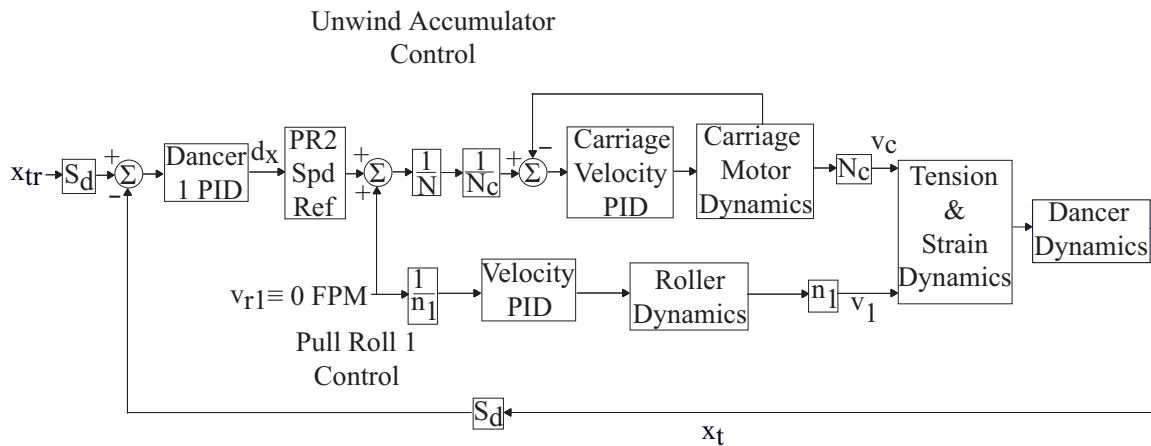 Unwind Accumulator
Control
x_tr
S_d
+
Σ
-
Dancer
1 PID
d_x
PR2
Spd
Ref
+
Σ
+
1
N
1
N_c
+
Σ
-
Carriage
Velocity
PID
Carriage
Motor
Dynamics
N_c
v_c
Tension
&
Strain
Dynamics
Dancer
Dynamics
v_r1 ≡ 0 FPM
1
n_1
Velocity
PID
Roller
Dynamics
n_1
v_1
Pull Roll 1
Control
S_d
x_t